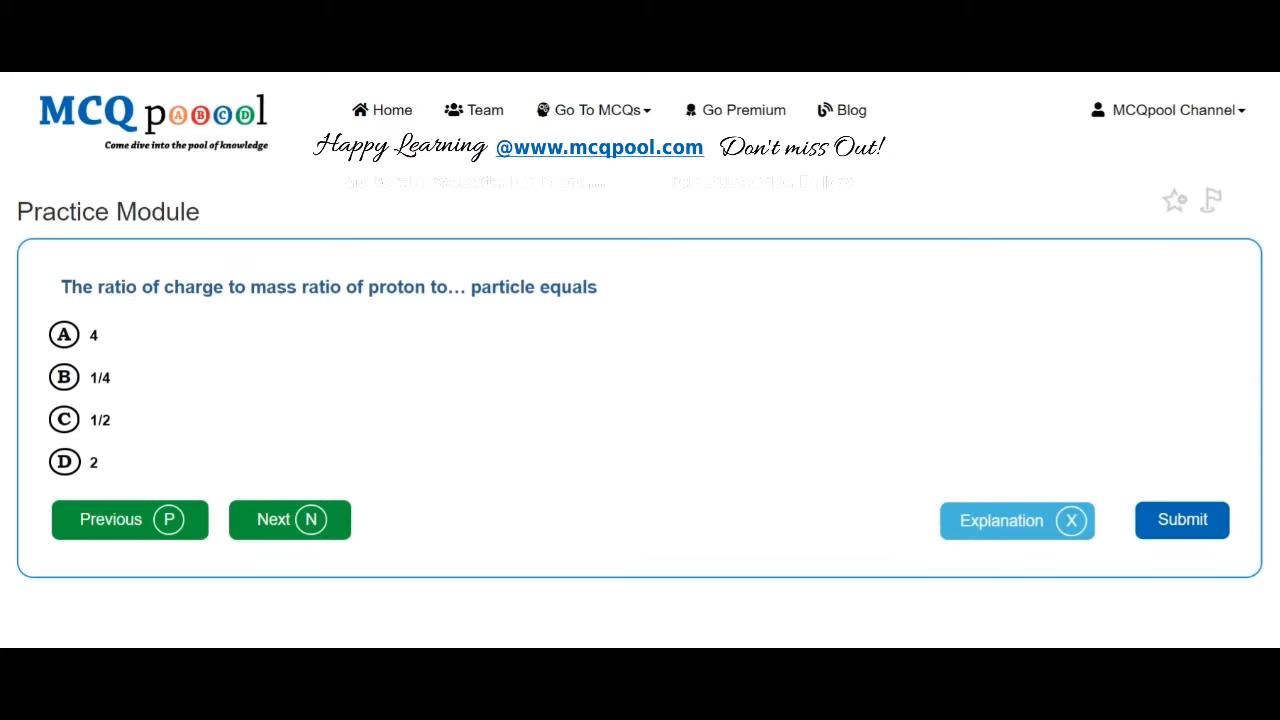 MCQ pooool
Come dive into the pool of knowledge
Home Team Go To MCQs Go Premium Blog MCQpool Channel
Happy Learning @www.mcqpool.com Don't miss Out!
Practice Module
The ratio of charge to mass ratio of proton to... particle equals
A 4
B 1/4
C 1/2
D 2
Previous P Next N Explanation X Submit